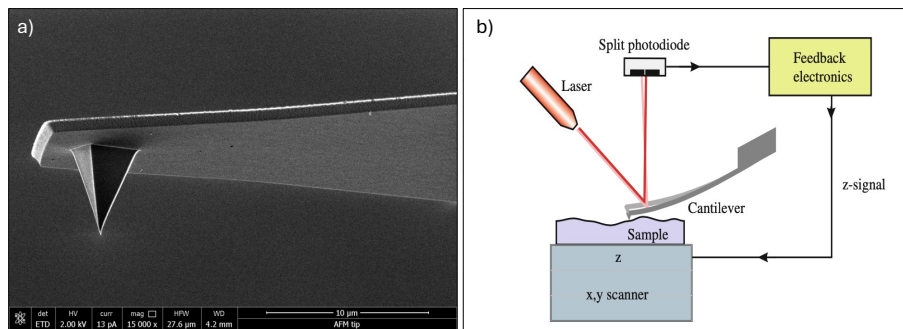 a)
det HV curr mag HFW WD
ETD 2.00 kV 13 pA 15 000 x 27.6 µm 4.2 mm
10 µm
AFM tip
b)
Split photodiode
Feedback
electronics
Laser
z-signal
Cantilever
Sample
z
x,y scanner